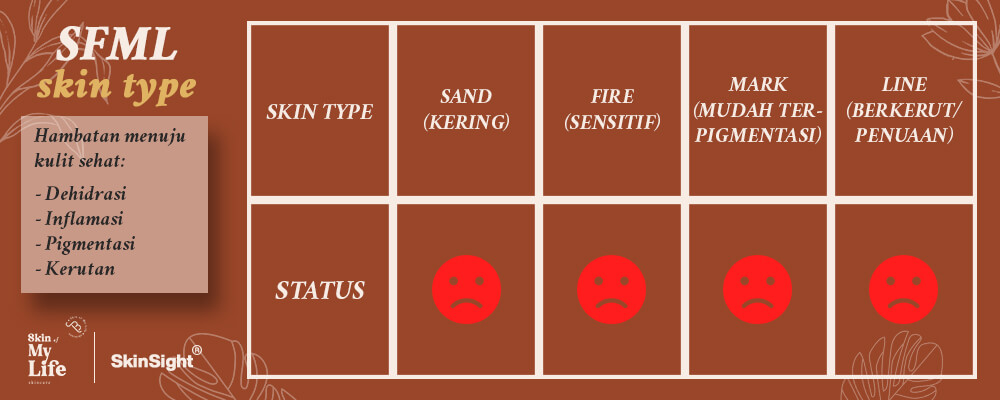 SFML
skin type
Hambatan menuju
kulit sehat:
- Dehidrasi
- Inflamasi
- Pigmentasi
- Kerutan
Skin of
My
Life
skincare
SkinSight®
SKIN TYPE
SAND
(KERING)
FIRE
(SENSITIF)
MARK
(MUDAH TER-
PIGMENTASI)
LINE
(BERKERUT/
PENUAAN)
STATUS